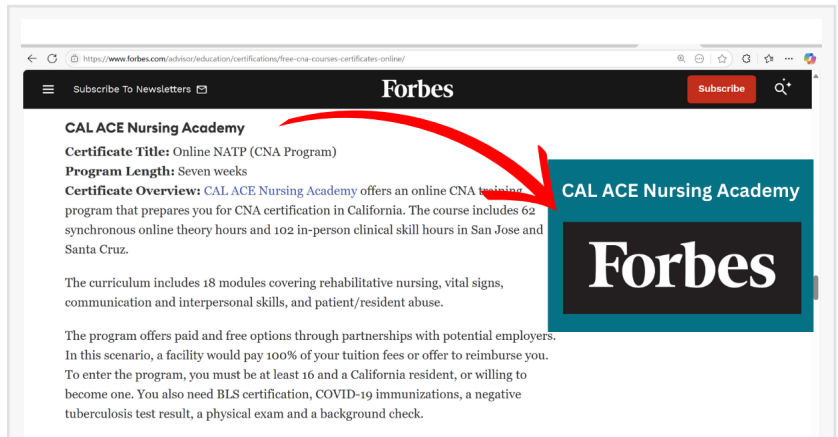 https://www.forbes.com/advisor/education/certifications/free-cna-courses-certificates-online/
Subscribe To Newsletters
Forbes
Subscribe
CAL ACE Nursing Academy
Certificate Title: Online NATP (CNA Program)
Program Length: Seven weeks
Certificate Overview: CAL ACE Nursing Academy offers an online CNA training
program that prepares you for CNA certification in California. The course includes 62
synchronous online theory hours and 102 in-person clinical skill hours in San Jose and
Santa Cruz.
The curriculum includes 18 modules covering rehabilitative nursing, vital signs,
communication and interpersonal skills, and patient/resident abuse.
The program offers paid and free options through partnerships with potential employers.
In this scenario, a facility would pay 100% of your tuition fees or offer to reimburse you.
To enter the program, you must be at least 16 and a California resident, or willing to
become one. You also need BLS certification, COVID-19 immunizations, a negative
tuberculosis test result, a physical exam and a background check.
CAL ACE Nursing Academy
Forbes